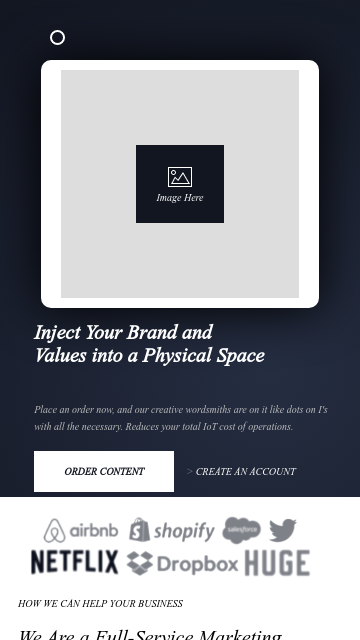 Image Here
Inject Your Brand and
Values into a Physical Space
Place an order now, and our creative wordsmiths are on it like dots on I's
with all the necessary. Reduces your total IoT cost of operations.
ORDER CONTENT
> CREATE AN ACCOUNT
airbnb shopify salesforce
NETFLIX Dropbox HUGE
HOW WE CAN HELP YOUR BUSINESS
We Are a Full-Service Marketing